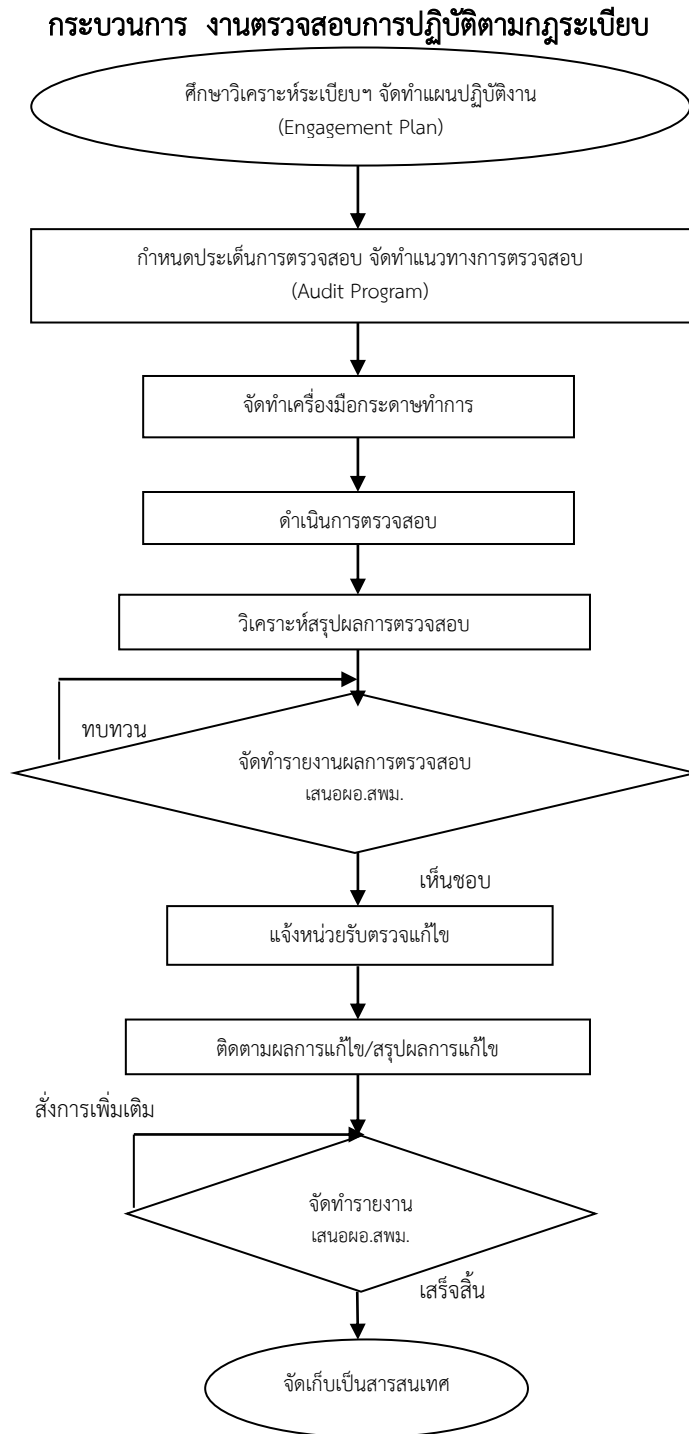 กระบวนการ งานตรวจสอบการปฏิบัติตามกฎระเบียบ
ศึกษาวิเคราะห์ระเบียบฯ จัดทำแผนปฏิบัติงาน
(Engagement Plan)
กำหนดประเด็นการตรวจสอบ จัดทำแนวทางการตรวจสอบ
(Audit Program)
จัดทำเครื่องมือกระดาษทำการ
ดำเนินการตรวจสอบ
วิเคราะห์สรุปผลการตรวจสอบ
ทบทวน
จัดทำรายงานผลการตรวจสอบ
เสนอผอ.สพม.
เห็นชอบ
แจ้งหน่วยรับตรวจแก้ไข
ติดตามผลการแก้ไข/สรุปผลการแก้ไข
สั่งการเพิ่มเติม
จัดทำรายงาน
เสนอผอ.สพม.
เสร็จสิ้น
จัดเก็บเป็นสารสนเทศ